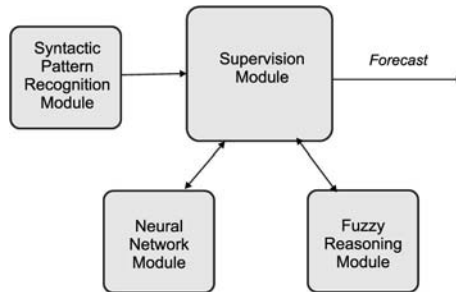 Syntactic
Pattern
Recognition
Module
Supervision
Module
Forecast
Neural
Network
Module
Fuzzy
Reasoning
Module